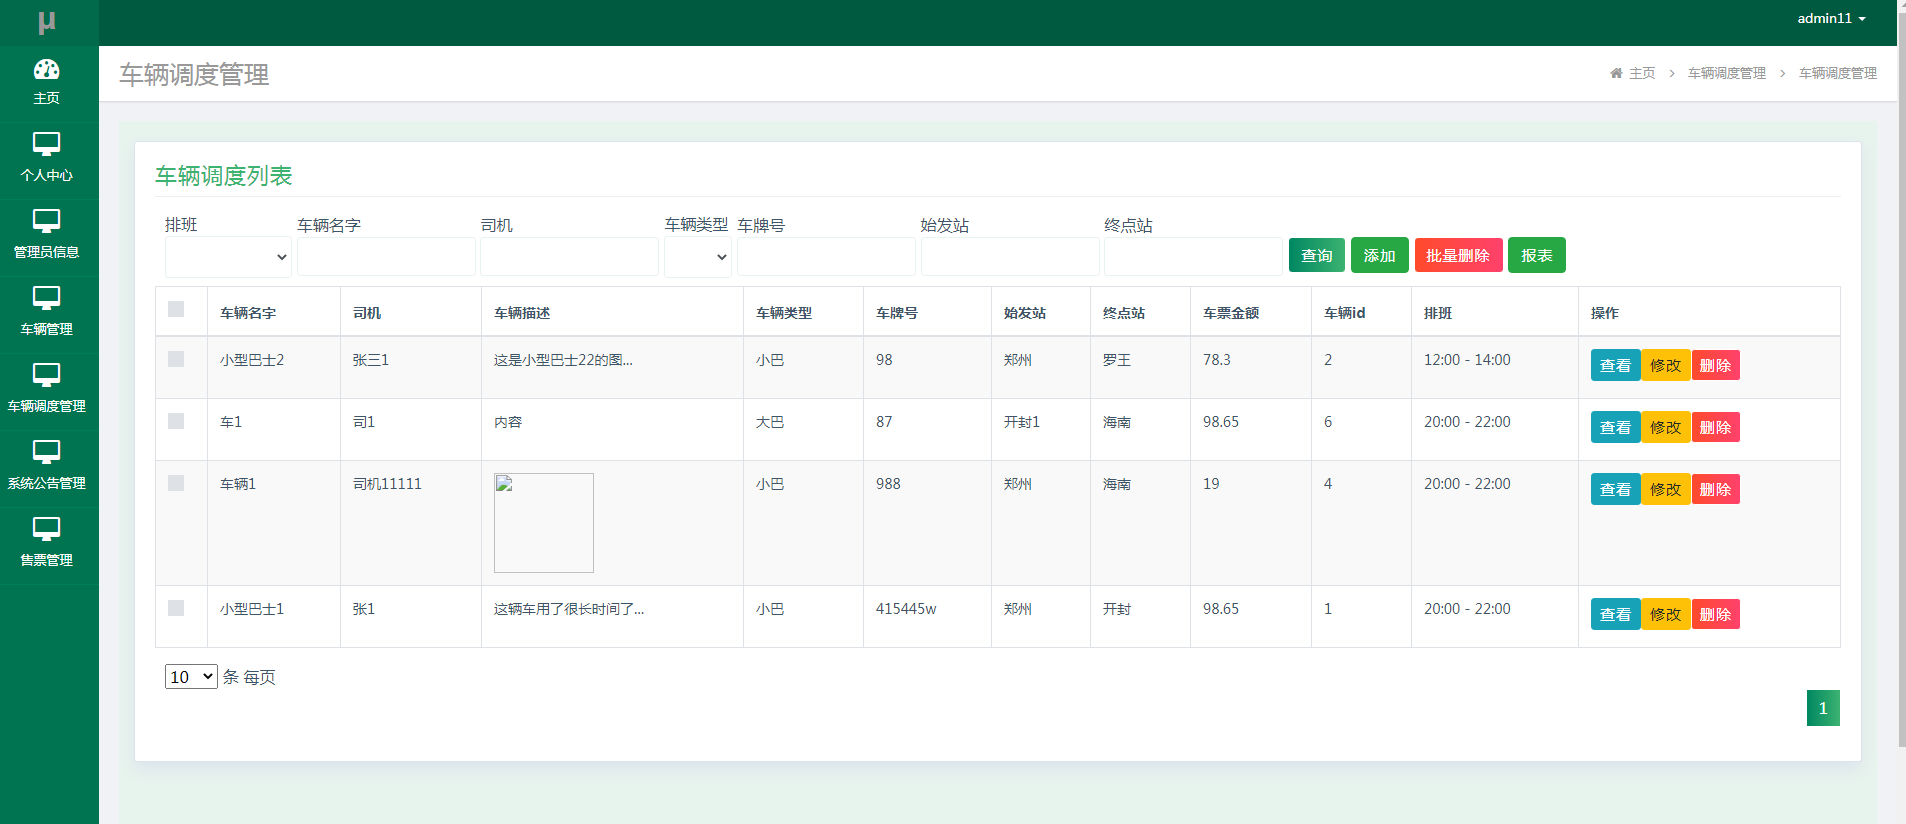 μ
admin11
主页
个人中心
管理员信息
车辆管理
车辆调度管理
系统公告管理
售票管理
车辆调度管理
主页 > 车辆调度管理 > 车辆调度管理
车辆调度列表
排班 车辆名字 司机 车辆类型 车牌号 始发站 终点站
查询 添加 批量删除 报表
车辆名字 司机 车辆描述 车辆类型 车牌号 始发站 终点站 车票金额 车辆id 排班 操作
小型巴士2 张三1 这是小型巴士22的图... 小巴 98 郑州 罗王 78.3 2 12:00 - 14:00 查看 修改 删除
车1 司1 内容 大巴 87 开封1 海南 98.65 6 20:00 - 22:00 查看 修改 删除
车辆1 司机11111 小巴 988 郑州 海南 19 4 20:00 - 22:00 查看 修改 删除
小型巴士1 张1 这辆车用了很长时间了... 小巴 415445w 郑州 开封 98.65 1 20:00 - 22:00 查看 修改 删除
10 条 每页
1